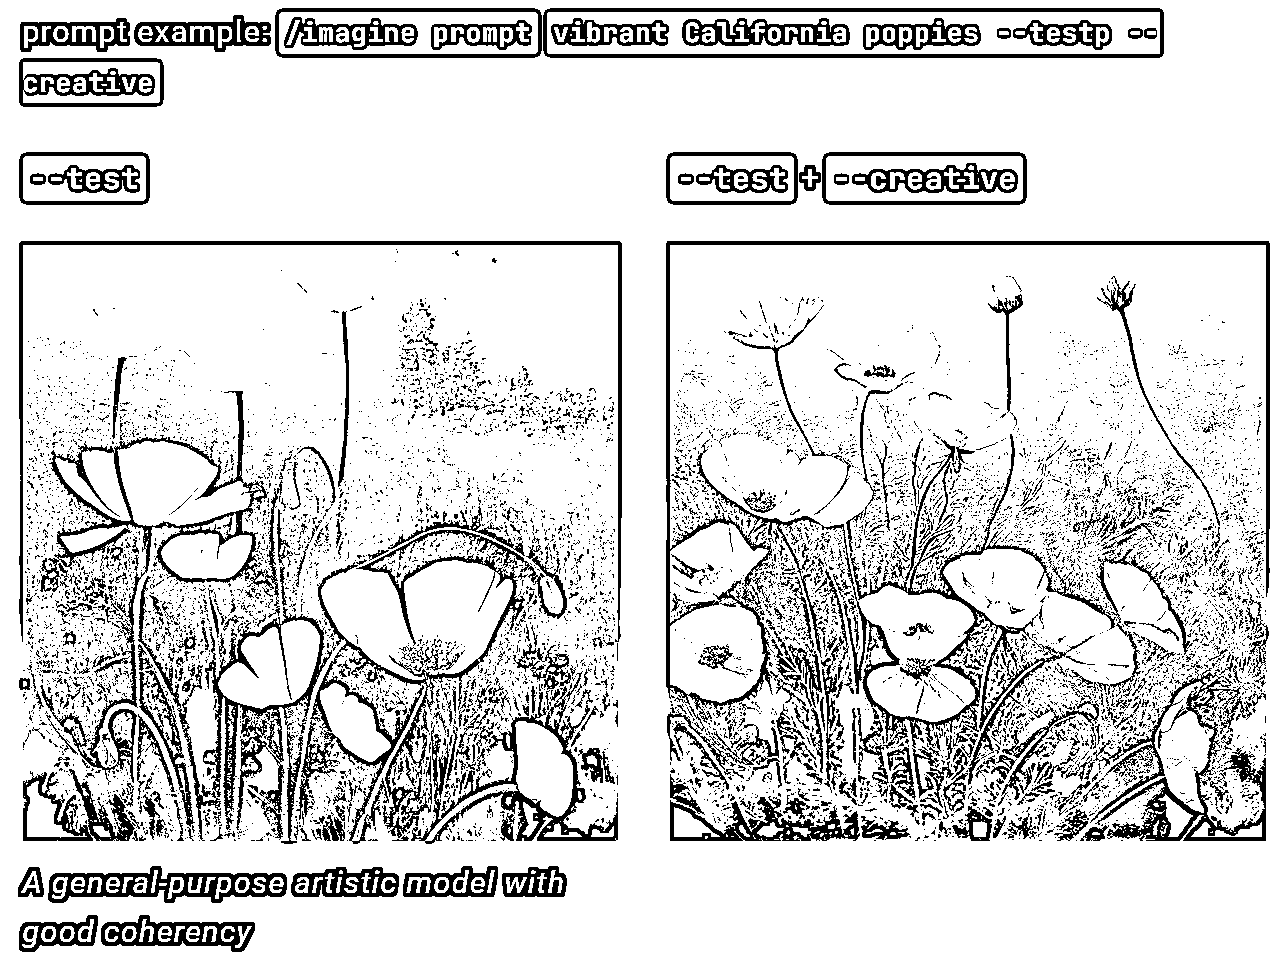 prompt example: /imagine prompt vibrant California poppies --testp --
creative
--test
--test + --creative
A general-purpose artistic model with
good coherency